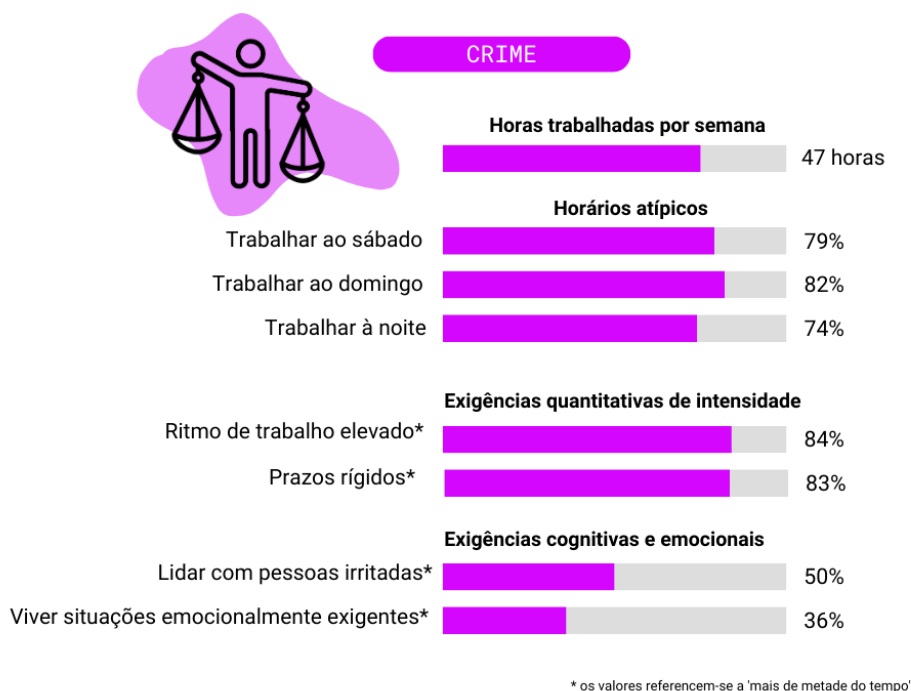 CRIME
Horas trabalhadas por semana
47 horas
Horários atípicos
Trabalhar ao sábado 79%
Trabalhar ao domingo 82%
Trabalhar à noite 74%
Exigências quantitativas de intensidade
Ritmo de trabalho elevado* 84%
Prazos rígidos* 83%
Exigências cognitivas e emocionais
Lidar com pessoas irritadas* 50%
Viver situações emocionalmente exigentes* 36%
* os valores referencem-se a 'mais de metade do tempo'